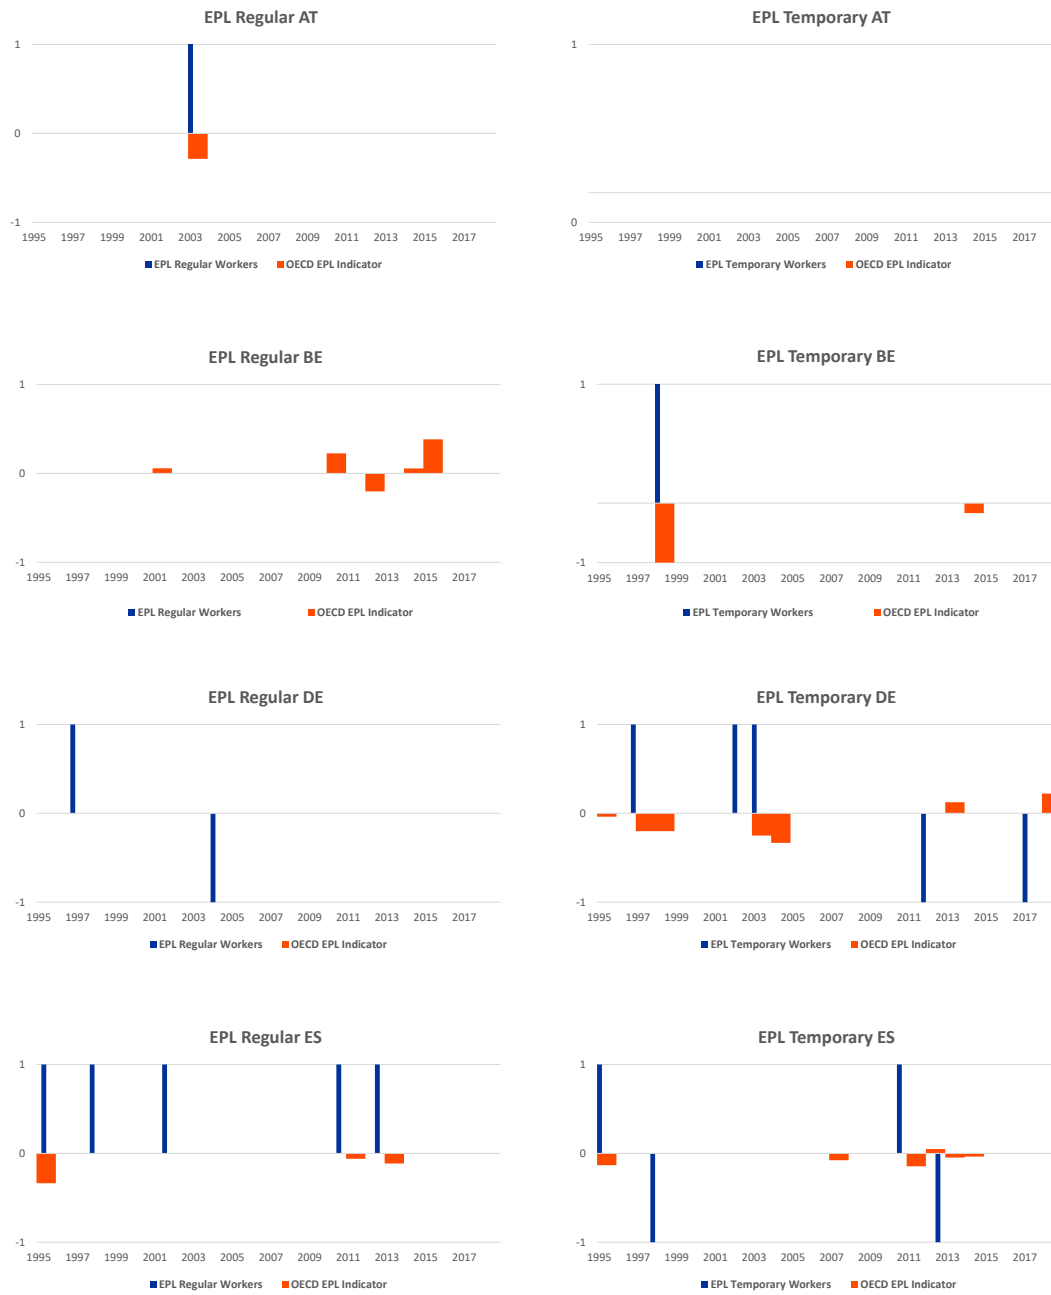 EPL Regular AT
1
0
-1
1995 1997 1999 2001 2003 2005 2007 2009 2011 2013 2015 2017
EPL Regular Workers OECD EPL Indicator
EPL Temporary AT
1
0
1995 1997 1999 2001 2003 2005 2007 2009 2011 2013 2015 2017
EPL Temporary Workers OECD EPL Indicator
EPL Regular BE
1
0
-1
1995 1997 1999 2001 2003 2005 2007 2009 2011 2013 2015 2017
EPL Regular Workers OECD EPL Indicator
EPL Temporary BE
1
-1
1995 1997 1999 2001 2003 2005 2007 2009 2011 2013 2015 2017
EPL Temporary Workers OECD EPL Indicator
EPL Regular DE
1
0
-1
1995 1997 1999 2001 2003 2005 2007 2009 2011 2013 2015 2017
EPL Regular Workers OECD EPL Indicator
EPL Temporary DE
1
0
-1
1995 1997 1999 2001 2003 2005 2007 2009 2011 2013 2015 2017
EPL Temporary Workers OECD EPL Indicator
EPL Regular ES
1
0
-1
1995 1997 1999 2001 2003 2005 2007 2009 2011 2013 2015 2017
EPL Regular Workers OECD EPL Indicator
EPL Temporary ES
1
0
-1
1995 1997 1999 2001 2003 2005 2007 2009 2011 2013 2015 2017
EPL Temporary Workers OECD EPL Indicator